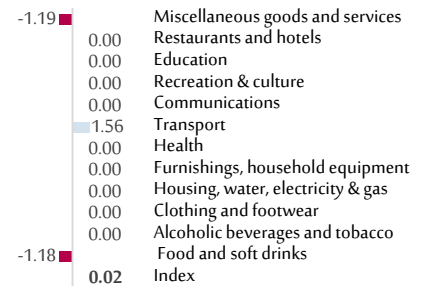 -1.19 Miscellaneous goods and services
0.00 Restaurants and hotels
0.00 Education
0.00 Recreation & culture
0.00 Communications
1.56 Transport
0.00 Health
0.00 Furnishings, household equipment
0.00 Housing, water, electricity & gas
0.00 Clothing and footwear
0.00 Alcoholic beverages and tobacco
-1.18 Food and soft drinks
0.02 Index